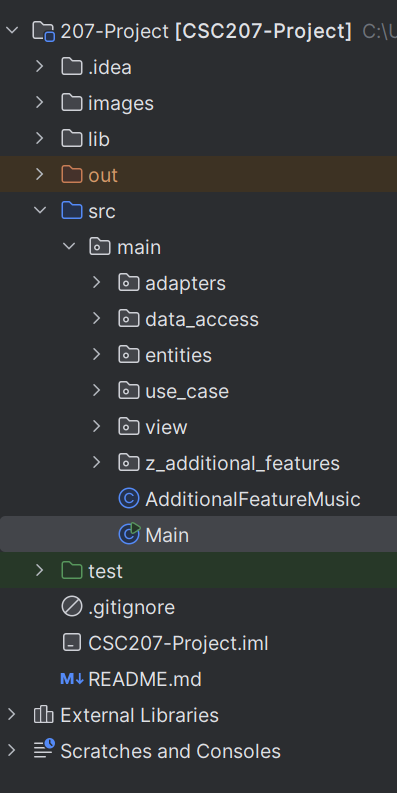 207-Project [CSC207-Project] C:\U
.idea
images
lib
out
src
main
adapters
data_access
entities
use_case
view
z_additional_features
C AdditionalFeatureMusic
C Main
test
.gitignore
CSC207-Project.iml
M↓ README.md
External Libraries
Scratches and Consoles